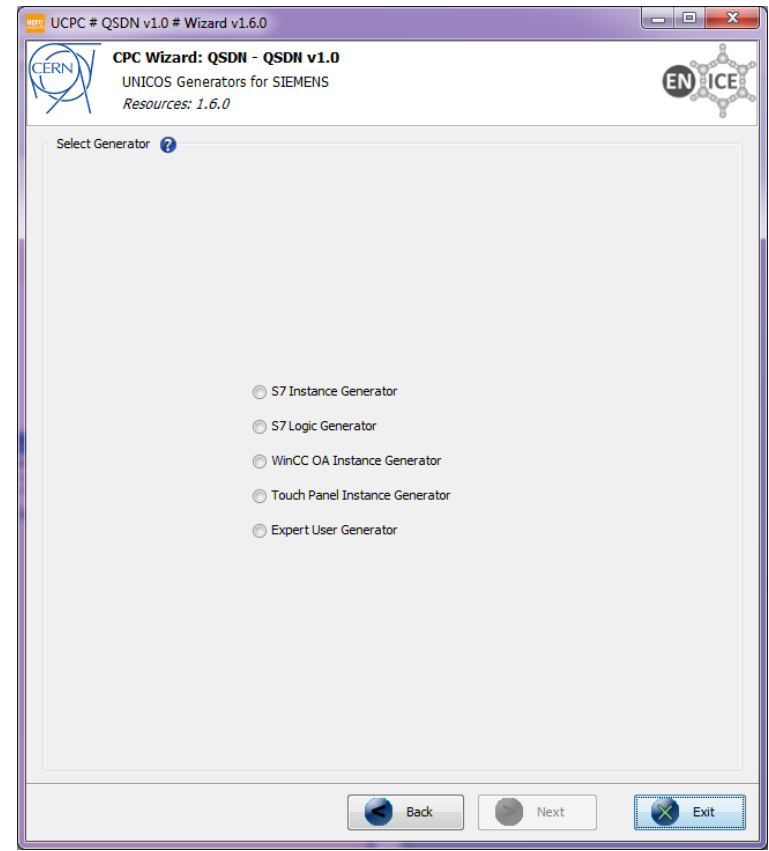 UCPC # QSDN v1.0 # Wizard v1.6.0
CERN
CPC Wizard: QSDN - QSDN v1.0
UNICOS Generators for SIEMENS
Resources: 1.6.0
EN ICE
Select Generator ?
S7 Instance Generator
S7 Logic Generator
WinCC OA Instance Generator
Touch Panel Instance Generator
Expert User Generator
< Back
> Next
Exit